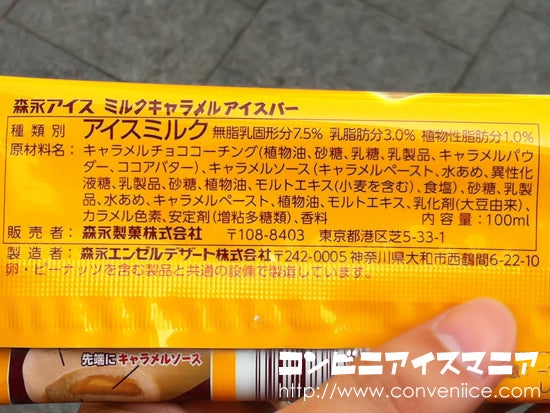 森永アイス ミルクキャラメルアイスバー
種類別 アイスミルク 無脂乳固形分7.5% 乳脂肪分3.0% 植物性脂肪分1.0%
原材料名:キャラメルチョココーチング(植物油、砂糖、乳糖、乳製品、キャラメルパウ
ダー、ココアバター)、キャラメルソース(キャラメルペースト、水あめ、異性化
液糖、乳製品、砂糖、植物油、モルトエキス(小麦を含む)、食塩)、砂糖、乳製
品、水あめ、キャラメルペースト、植物油、モルトエキス、乳化剤(大豆由来)、
カラメル色素、安定剤(増粘多糖類)、香料 内容量:100ml
販売者:森永製菓株式会社 〒108-8403 東京都港区芝5-33-1
製造者:森永エンゼルデザート株式会社〒242-0005 神奈川県大和市西鶴間6-22-10
卵・ピーナッツを含む製品と共通の設備で製造しています。
先端にキャラメルソース
コンビニアイスマニア
http://www.conveniice.com/